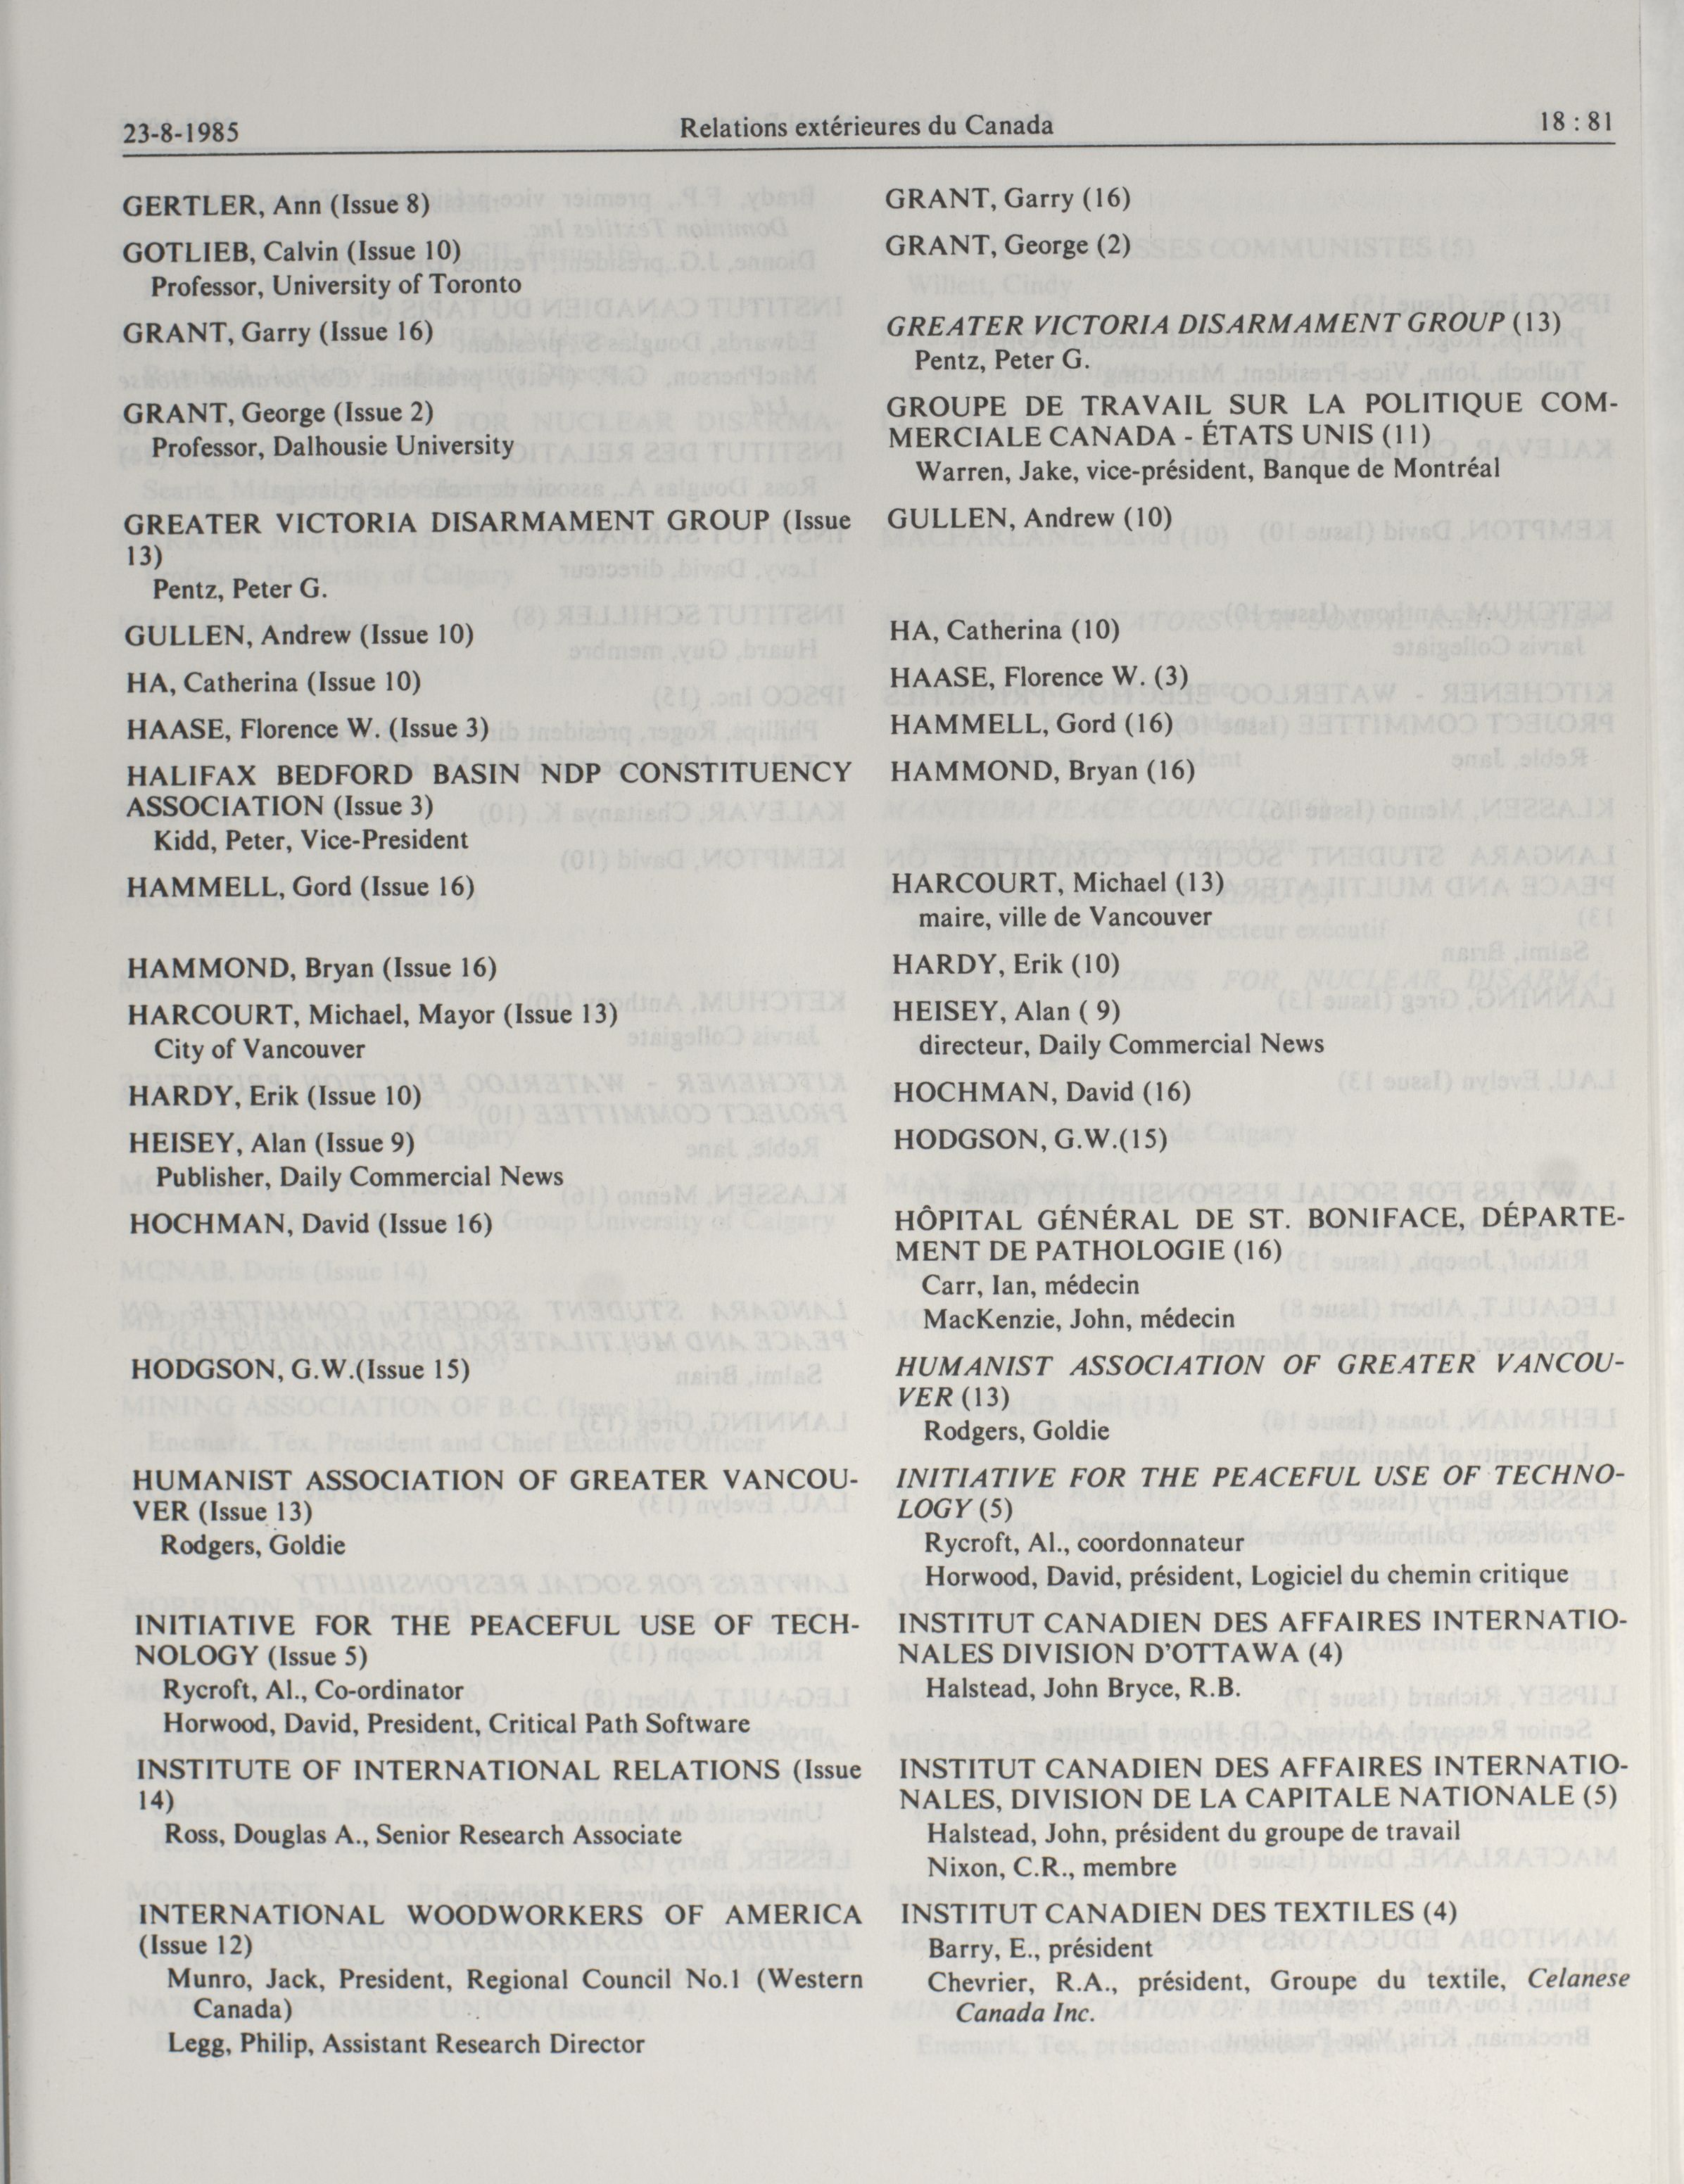 23-8-1985
Relations extérieures du Canada
18 : 81
GERTLER, Ann (Issue 8)
GOTLIEB, Calvin (Issue 10)
Professor, University of Toronto
GRANT, Garry (Issue 16)
GRANT, George (Issue 2)
Professor, Dalhousie University
GREATER VICTORIA DISARMAMENT GROUP (Issue
13)
Pentz, Peter G.
GULLEN, Andrew (Issue 10)
HA, Catherina (Issue 10)
HAASE, Florence W. (Issue 3)
HALIFAX BEDFORD BASIN NDP CONSTITUENCY
ASSOCIATION (Issue 3)
Kidd, Peter, Vice-President
HAMMELL, Gord (Issue 16)
HAMMOND, Bryan (Issue 16)
HARCOURT, Michael, Mayor (Issue 13)
City of Vancouver
HARDY, Erik (Issue 10)
HEISEY, Alan (Issue 9)
Publisher, Daily Commercial News
HOCHMAN, David (Issue 16)
HODGSON, G.W.(Issue 15)
HUMANIST ASSOCIATION OF GREATER VANCOU-
VER (Issue 13)
Rodgers, Goldie
INITIATIVE FOR THE PEACEFUL USE OF TECH-
NOLOGY (Issue 5)
Rycroft, Al., Co-ordinator
Horwood, David, President, Critical Path Software
INSTITUTE OF INTERNATIONAL RELATIONS (Issue
14)
Ross, Douglas A., Senior Research Associate
INTERNATIONAL WOODWORKERS OF AMERICA
(Issue 12)
Munro, Jack, President, Regional Council No.1 (Western
Canada)
Legg, Philip, Assistant Research Director
GRANT, Garry (16)
GRANT, George (2)
GREATER VICTORIA DISARMAMENT GROUP (13)
Pentz, Peter G.
GROUPE DE TRAVAIL SUR LA POLITIQUE COM-
MERCIALE CANADA - ÉTATS UNIS (11)
Warren, Jake, vice-président, Banque de Montréal
GULLEN, Andrew (10)
HA, Catherina (10)
HAASE, Florence W. (3)
HAMMELL, Gord (16)
HAMMOND, Bryan (16)
HARCOURT, Michael (13)
maire, ville de Vancouver
HARDY, Erik (10)
HEISEY, Alan ( 9)
directeur, Daily Commercial News
HOCHMAN, David (16)
HODGSON, G.W.(15)
HÔPITAL GÉNÉRAL DE ST. BONIFACE, DÉPARTE-
MENT DE PATHOLOGIE (16)
Carr, Ian, médecin
MacKenzie, John, médecin
HUMANIST ASSOCIATION OF GREATER VANCOU-
VER (13)
Rodgers, Goldie
INITIATIVE FOR THE PEACEFUL USE OF TECHNO-
LOGY (5)
Rycroft, Al., coordonnateur
Horwood, David, président, Logiciel du chemin critique
INSTITUT CANADIEN DES AFFAIRES INTERNATIO-
NALES DIVISION D'OTTAWA (4)
Halstead, John Bryce, R.B.
INSTITUT CANADIEN DES AFFAIRES INTERNATIO-
NALES, DIVISION DE LA CAPITALE NATIONALE (5)
Halstead, John, président du groupe de travail
Nixon, C.R., membre
INSTITUT CANADIEN DES TEXTILES (4)
Barry, E., président
Chevrier, R.A., président, Groupe du textile, Celanese
Canada Inc.